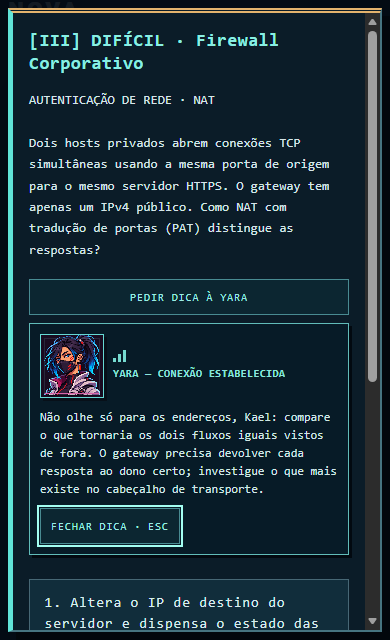 [III] DIFÍCIL · Firewall
Corporativo
AUTENTICAÇÃO DE REDE · NAT
Dois hosts privados abrem conexões TCP
simultâneas usando a mesma porta de origem
para o mesmo servidor HTTPS. O gateway tem
apenas um IPv4 público. Como NAT com
tradução de portas (PAT) distingue as
respostas?
PEDIR DICA À YARA
YARA — CONEXÃO ESTABELECIDA
Não olhe só para os endereços, Kael: compare
o que tornaria os dois fluxos iguais vistos
de fora. O gateway precisa devolver cada
resposta ao dono certo; investigue o que mais
existe no cabeçalho de transporte.
FECHAR DICA · ESC
1. Altera o IP de destino do
servidor e dispensa o estado das